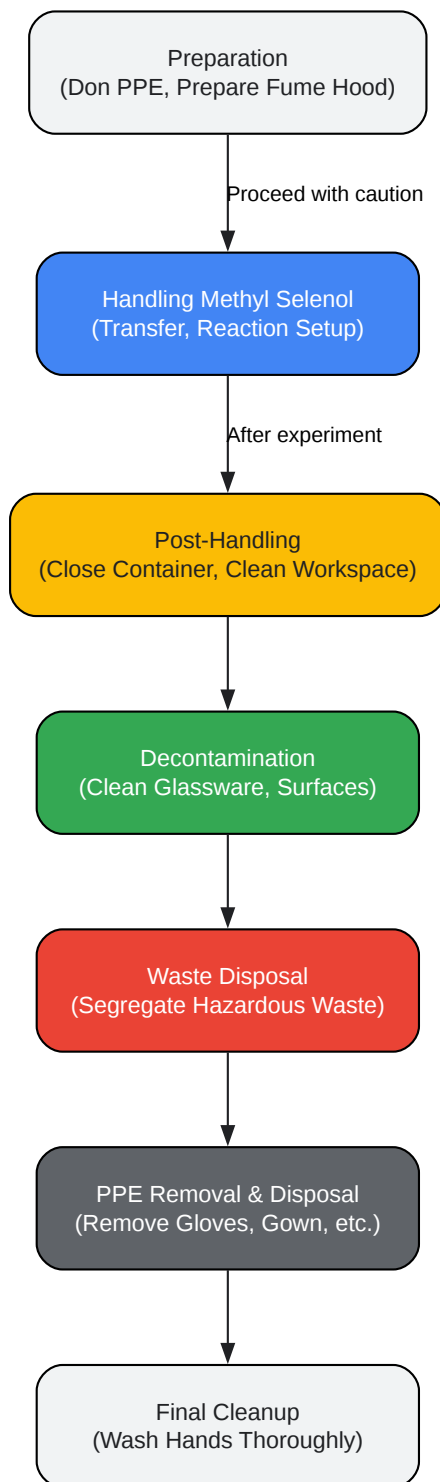 Preparation
(Don PPE, Prepare Fume Hood)
Proceed with caution
Handling Methyl Selenol
(Transfer, Reaction Setup)
After experiment
Post-Handling
(Close Container, Clean Workspace)
Decontamination
(Clean Glassware, Surfaces)
Waste Disposal
(Segregate Hazardous Waste)
PPE Removal & Disposal
(Remove Gloves, Gown, etc.)
Final Cleanup
(Wash Hands Thoroughly)